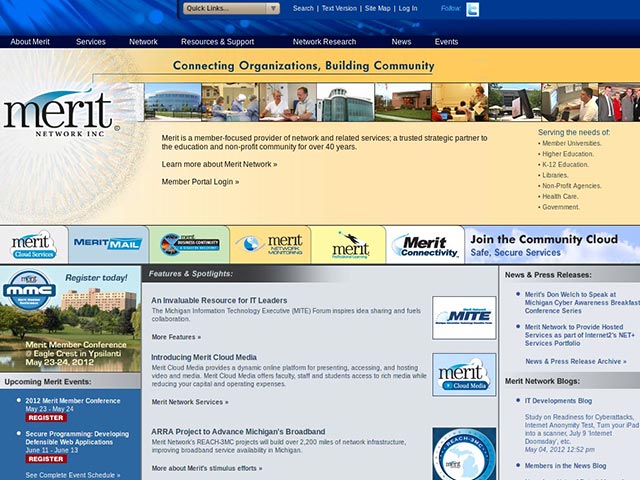 Quick Links...
Search | Text Version | Site Map | Log In
Follow:
About Merit
Services
Network
Resources & Support
Network Research
News
Events
Connecting Organizations, Building Community
merit
NETWORK INC
Merit is a member-focused provider of network and related services; a trusted strategic partner to
the education and non-profit community for over 40 years.
Learn more about Merit Network »
Member Portal Login »
Serving the needs of:
• Member Universities.
• Higher Education.
• K-12 Education.
• Libraries.
• Non-Profit Agencies.
• Health Care.
• Government.
merit
Cloud Services
MERITMAIL
merit
BUSINESS CONTINUITY
& DISASTER RECOVERY
merit
NETWORK
MONITORING
merit
Professional Learning
Merit
Connectivity
Join the Community Cloud
Safe, Secure Services
merit
mmc
Register today!
Merit Member Conference
@ Eagle Crest in Ypsilanti
May 23-24, 2012
Upcoming Merit Events:
2012 Merit Member Conference
May 23 - May 24
REGISTER
Secure Programming: Developing
Defensible Web Applications
June 11 - June 13
REGISTER
See Complete Event Schedule »
Features & Spotlights:
An Invaluable Resource for IT Leaders
The Michigan Information Technology Executive (MITE) Forum inspires idea sharing and fuels
collaboration.
More Features »
MITE
Introducing Merit Cloud Media
Merit Cloud Media provides a dynamic online platform for presenting, accessing, and hosting
video and media. Merit Cloud Media offers faculty, staff and students access to rich media while
reducing your capital and operating expenses.
Merit Network Services »
merit
Cloud Media
ARRA Project to Advance Michigan's Broadband
Merit Network's REACH-3MC projects will build over 2,200 miles of network infrastructure,
improving broadband service availability in Michigan.
More about Merit's stimulus efforts »
REACH-3MC
merit
News & Press Releases:
Merit's Don Welch to Speak at
Michigan Cyber Awareness Breakfast
Conference Series
Merit Network to Provide Hosted
Services as part of Internet2's NET+
Services Portfolio
News & Press Release Archive »
Merit Network Blogs:
IT Developments Blog
Study on Readiness for Cyberattacks,
Internet Anonymity Test, Turn your iPad
into a scanner, July 9 'Internet
Doomsday', etc.
May 04, 2012 12:52 pm
Members in the News Blog